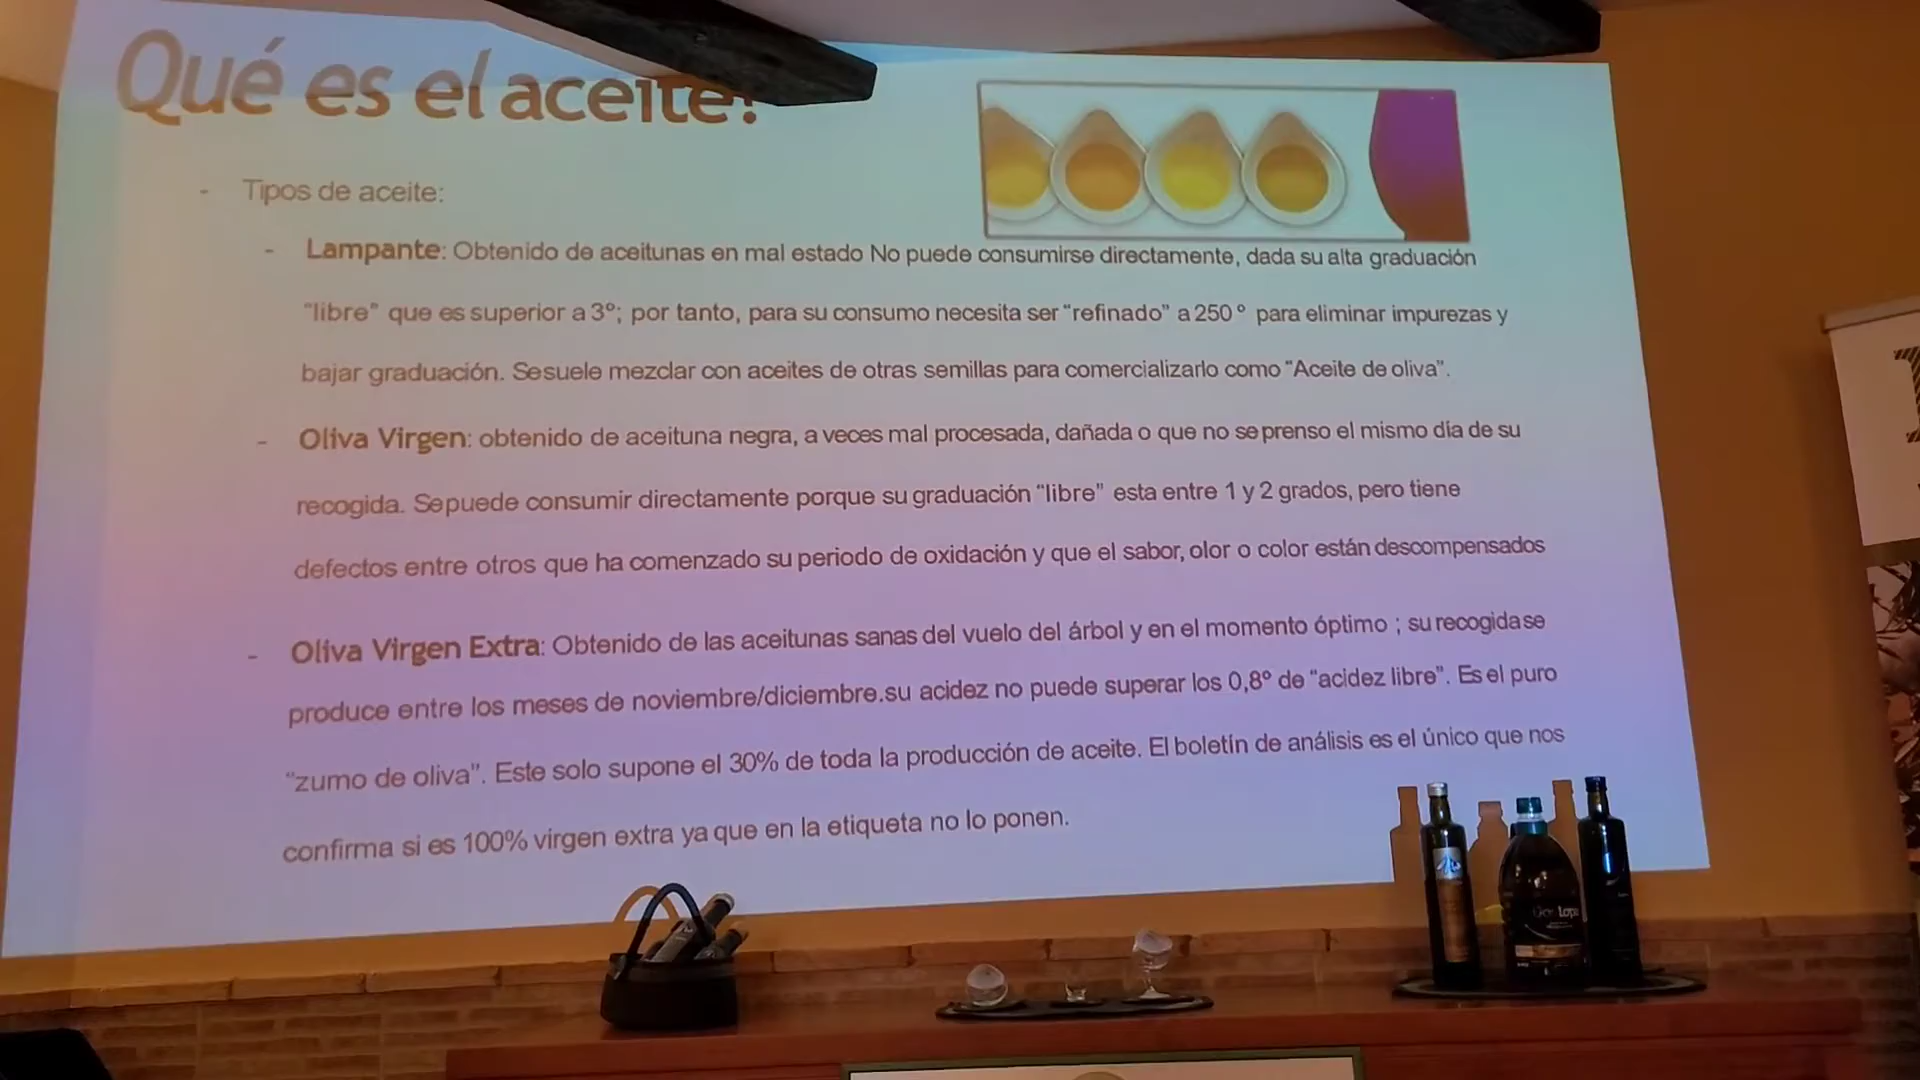 Qué es el aceite?
- Tipos de aceite:
- Lampante: Obtenido de aceitunas en mal estado No puede consumirse directamente, dada su alta graduación
"libre" que es superior a 3º; por tanto, para su consumo necesita ser "refinado" a 250º para eliminar impurezas y
bajar graduación. Se suele mezclar con aceites de otras semillas para comercializarlo como "Aceite de oliva".
- Oliva Virgen: obtenido de aceituna negra, a veces mal procesada, dañada o que no se prenso el mismo día de su
recogida. Se puede consumir directamente porque su graduación "libre" esta entre 1 y 2 grados, pero tiene
defectos entre otros que ha comenzado su periodo de oxidación y que el sabor, olor o color están descompensados
- Oliva Virgen Extra: Obtenido de las aceitunas sanas del vuelo del árbol y en el momento óptimo ; su recogida se
produce entre los meses de noviembre/diciembre.su acidez no puede superar los 0,8º de "acidez libre". Es el puro
"zumo de oliva". Este solo supone el 30% de toda la producción de aceite. El boletín de análisis es el único que nos
confirma si es 100% virgen extra ya que en la etiqueta no lo ponen.